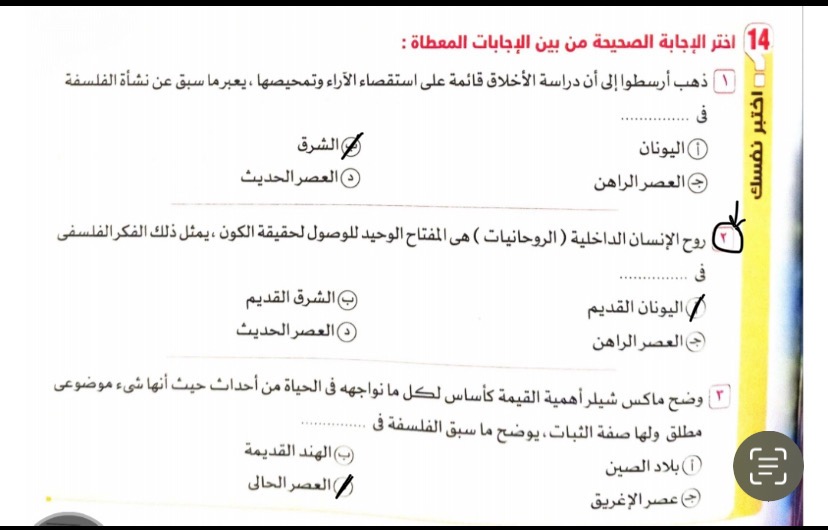 14 اختر الإجابة الصحيحة من بين الإجابات المعطاة :
اختبر نفسك
١ ذهب أرسطوا إلى أن دراسة الأخلاق قائمة على استقصاء الآراء وتمحيصها ، يعبر ما سبق عن نشأة الفلسفة
فى ...............
أ اليونان
ب الشرق
ج العصر الراهن
د العصر الحديث
٢ روح الإنسان الداخلية ( الروحانيات ) هى المفتاح الوحيد للوصول لحقيقة الكون ، يمثل ذلك الفكر الفلسفى
فى ...............
اليونان القديم
ب الشرق القديم
ج العصر الراهن
د العصر الحديث
٣ وضح ماكس شيلر أهمية القيمة كأساس لكل ما نواجهه فى الحياة من أحداث حيث أنها شىء موضوعى
مطلق ولها صفة الثبات ، يوضح ما سبق الفلسفة فى ...............
أ بلاد الصين
ب الهند القديمة
ج عصر الإغريق
العصر الحالى